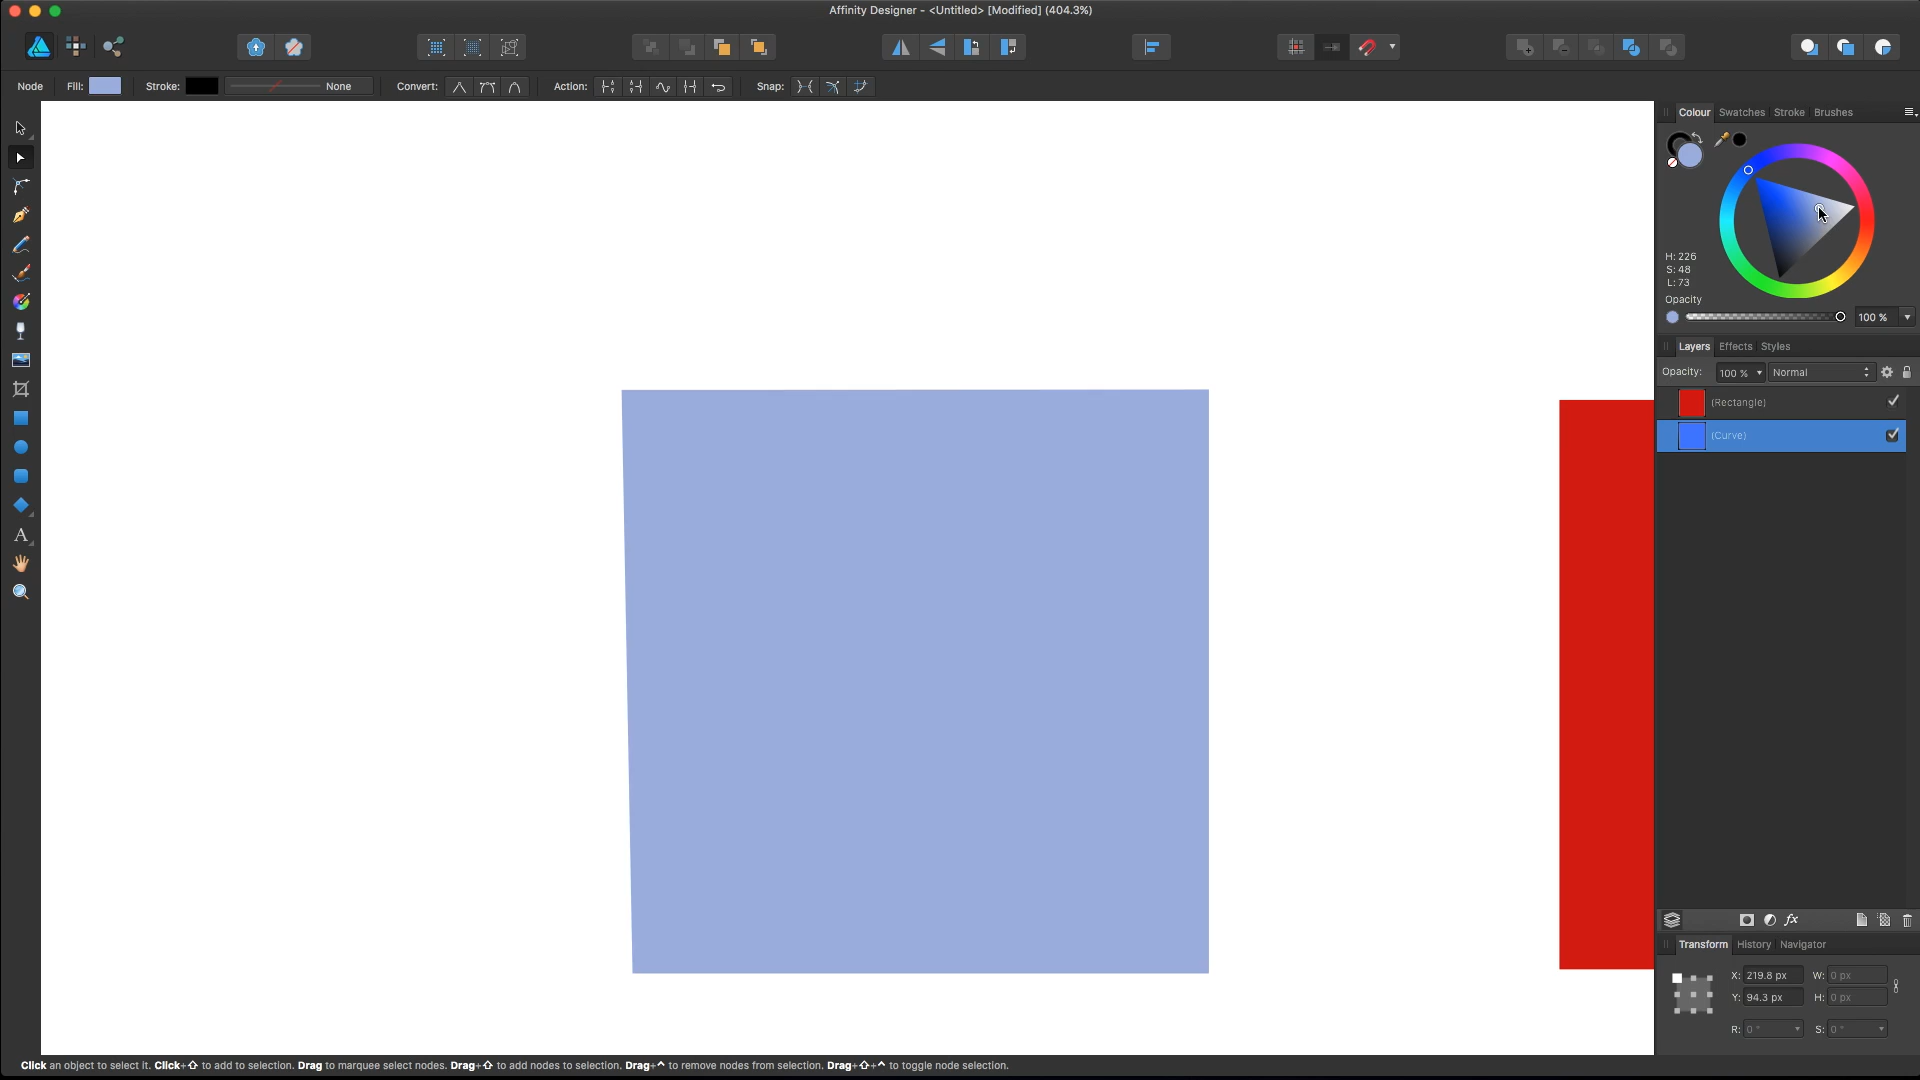 Affinity Designer - <Untitled> [Modified] (404.3%)
Node Fill: Stroke: None Convert: Action: Snap:
Colour Swatches Stroke Brushes
H: 226
S: 48
L: 73
Opacity
100 %
Layers Effects Styles
Opacity: 100 % Normal
(Rectangle)
(Curve)
A
fx
Transform History Navigator
X: 219.8 px W: 0 px
Y: 94.3 px H: 0 px
R: 0 ° S: 0 °
Click an object to select it. Click+⇧ to add to selection. Drag to marquee select nodes. Drag+⇧ to add nodes to selection. Drag+⌃ to remove nodes from selection. Drag+⇧+⌃ to toggle node selection.